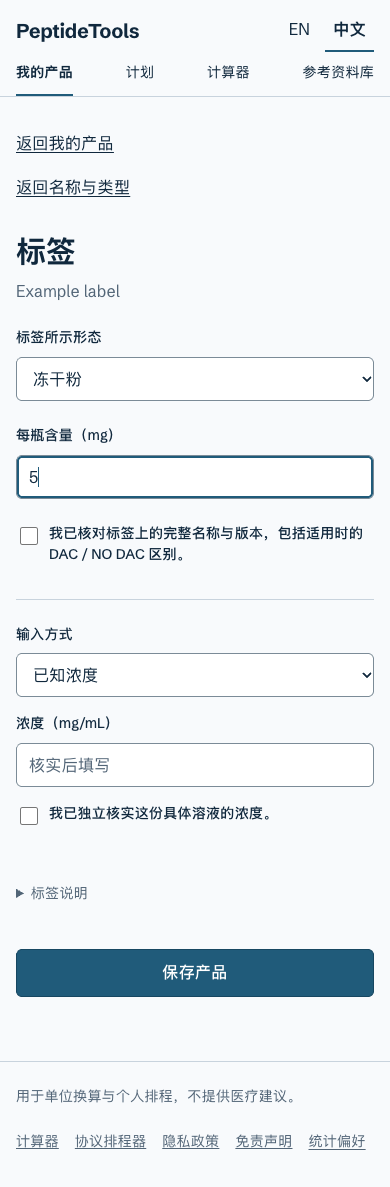 PeptideTools
EN 中文
我的产品 计划 计算器 参考资料库
返回我的产品
返回名称与类型
标签
Example label
标签所示形态
冻干粉
每瓶含量（mg）
5
我已核对标签上的完整名称与版本，包括适用时的
DAC / NO DAC 区别。
输入方式
已知浓度
浓度（mg/mL）
核实后填写
我已独立核实这份具体溶液的浓度。
标签说明
保存产品
用于单位换算与个人排程，不提供医疗建议。
计算器 协议排程器 隐私政策 免责声明 统计偏好